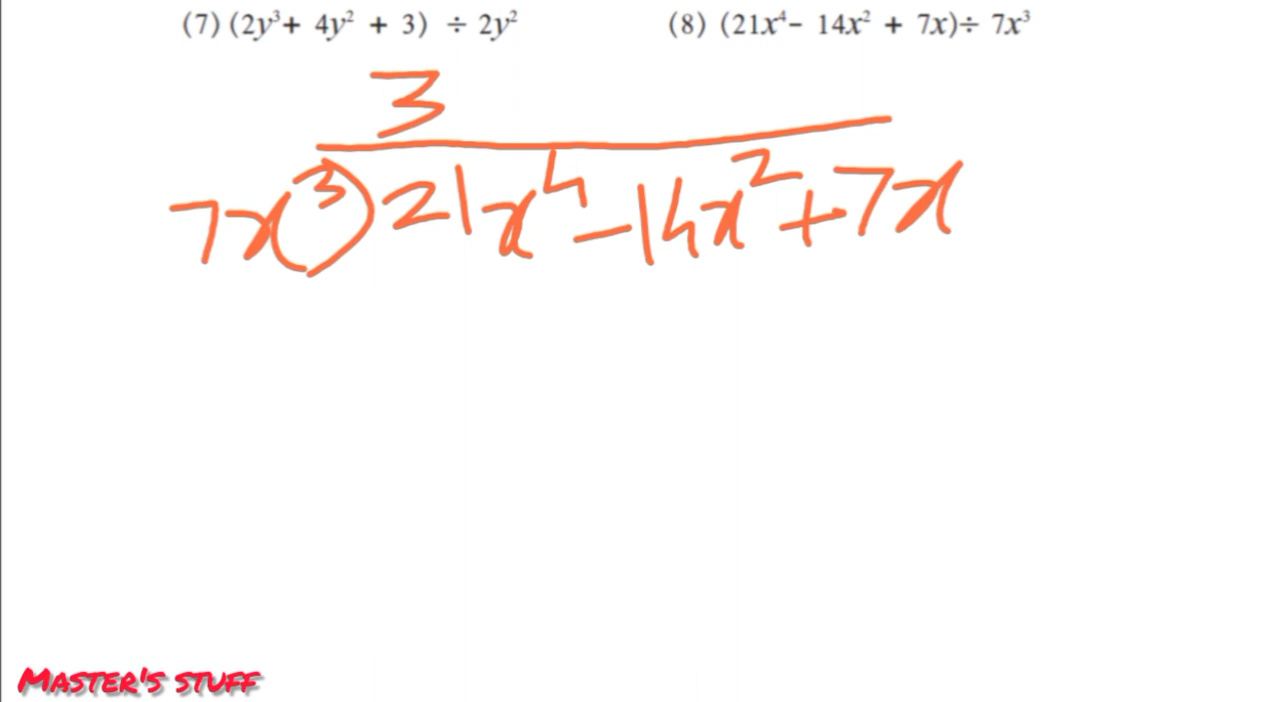 (7) (2y³+ 4y² + 3) ÷ 2y² (8) (21x⁴− 14x² + 7x)÷ 7x³
3
7x³)21x⁴−14x²+7x
MASTER'S STUFF